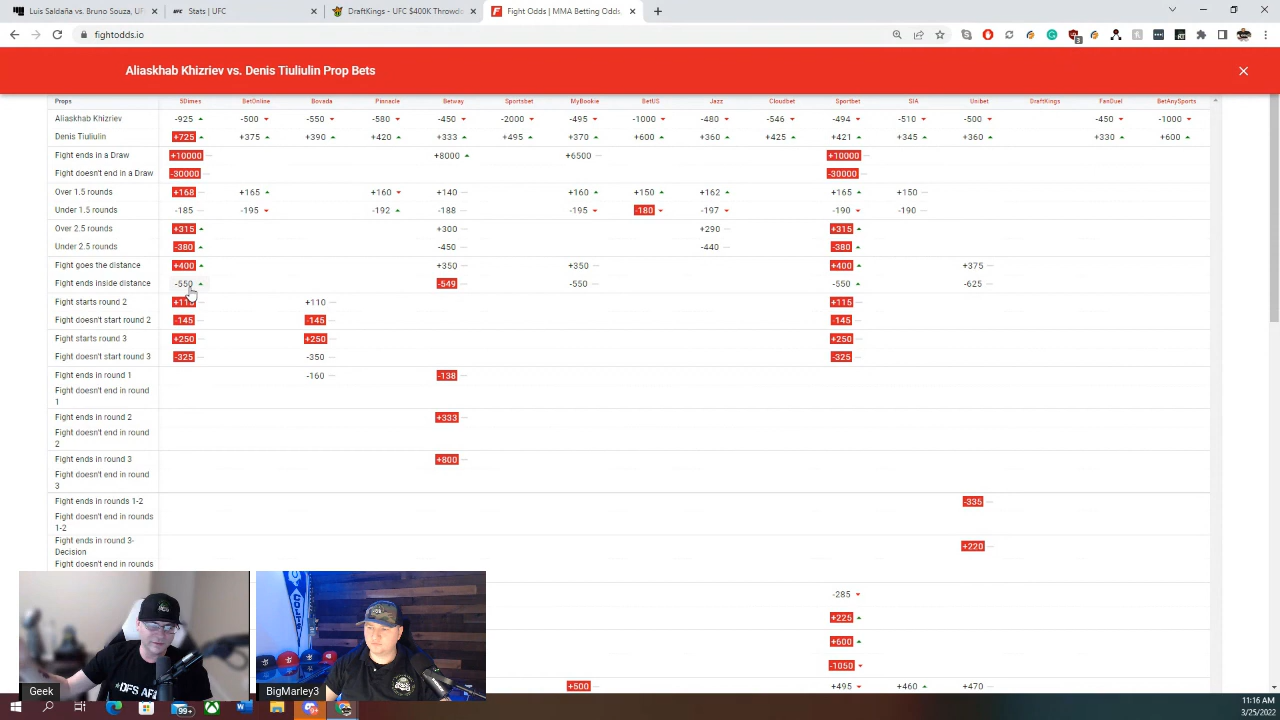 Luis Saldaña vs. Bruno Souza, UF
Stats | UFC
DraftKings - UFC $400K Throwdo
Fight Odds | MMA Betting Odds
fightodds.io
Aliaskhab Khizriev vs. Denis Tiuliulin Prop Bets
Props 5Dimes BetOnline Bovada Pinnacle Betway Sportsbet MyBookie BetUS Jazz Cloudbet Sportbet SIA Unibet DraftKings FanDuel BetAnySports
Aliaskhab Khizriev -925 -500 -550 -580 -450 -2000 -495 -1000 -480 -546 -494 -510 -500 -450 -1000
Denis Tiuliulin +725 +375 +390 +420 +333 +495 +370 +600 +360 +425 +421 +345 +360 +330 +600
Fight ends in a Draw +10000 +8000 +6500 +10000
Fight doesn't end in a Draw -30000 -30000
Over 1.5 rounds +168 +165 +160 +140 +160 +150 +162 +165 +150
Under 1.5 rounds -185 -195 -192 -188 -195 -180 -197 -190 -190
Over 2.5 rounds +315 +300 +290 +315
Under 2.5 rounds -380 -450 -440 -380
Fight goes the distance +400 +350 +350 +400 +375
Fight ends inside distance -550 -549 -550 -550 -625
Fight starts round 2 +110 +115
Fight doesn't start round 2 -145 -145 -145
Fight starts round 3 +250 +250 +250
Fight doesn't start round 3 -325 -350 -325
Fight ends in round 1 -160 -138
Fight doesn't end in round
1
Fight ends in round 2 +333
Fight doesn't end in round
2
Fight ends in round 3 +800
Fight doesn't end in round
3
Fight ends in rounds 1-2 -335
Fight doesn't end in rounds
1-2
Fight ends in round 3-
Decision +220
Fight doesn't end in rounds
-285
+225
+600
-1050
+500 +495 +460 +470
Geek
BigManRy3d
99+
11:16 AM
3/25/2022